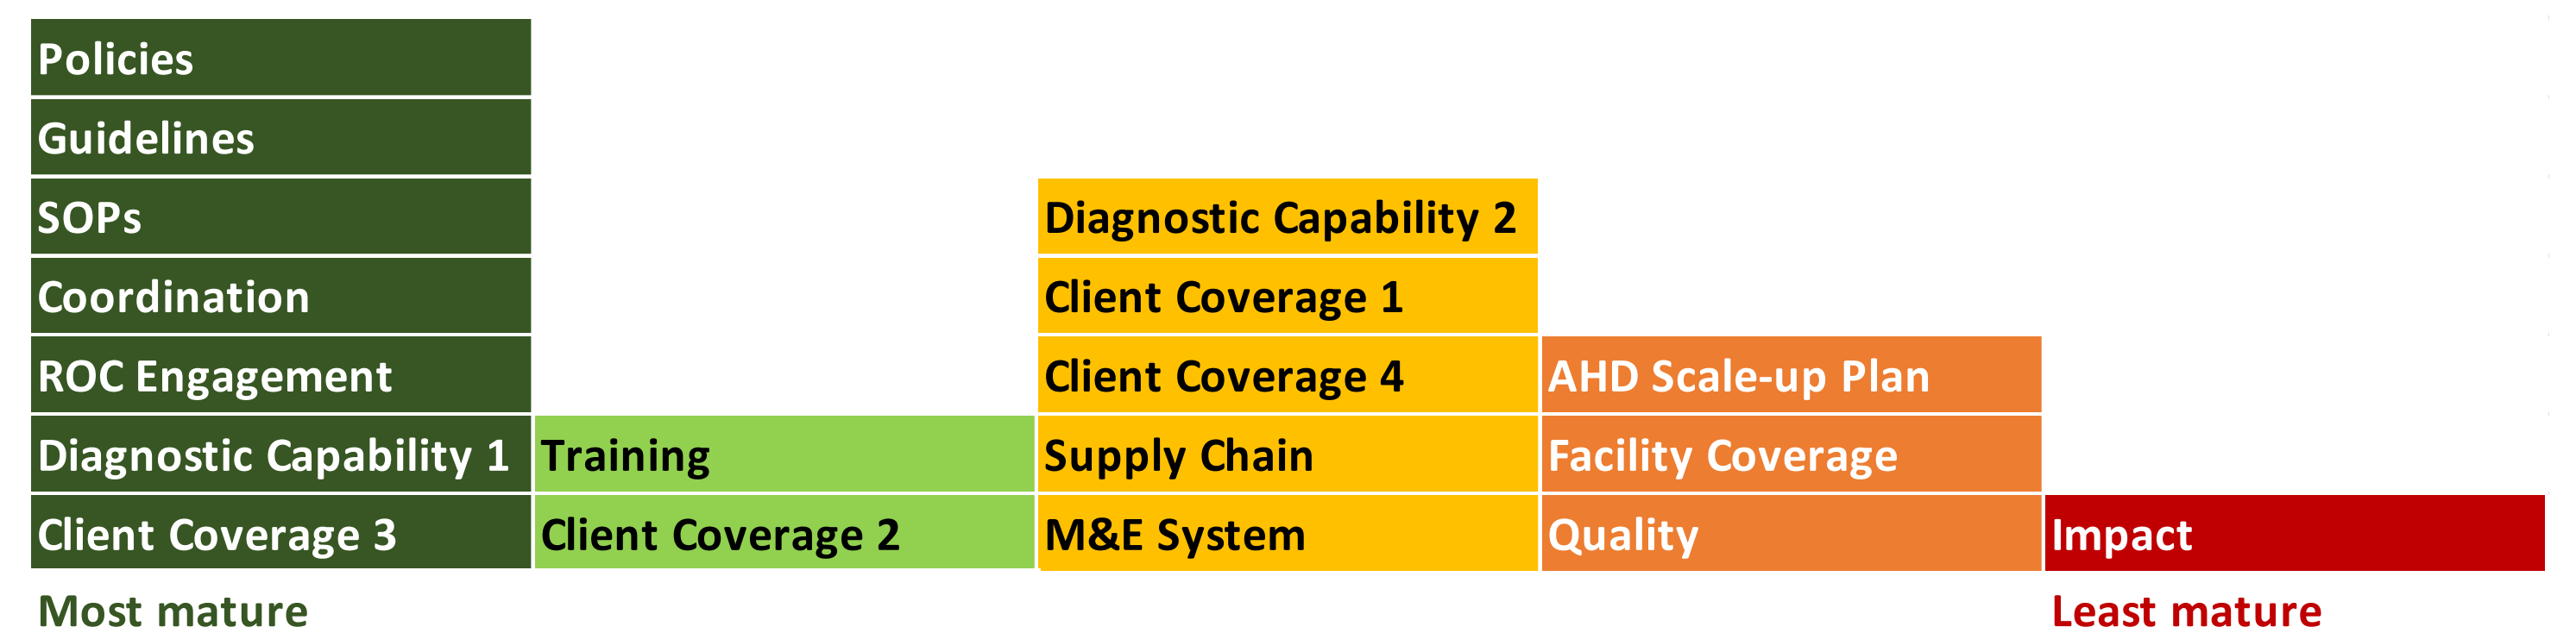 Policies
Guidelines
SOPs
Diagnostic Capability 2
Coordination
Client Coverage 1
ROC Engagement
Client Coverage 4
AHD Scale-up Plan
Diagnostic Capability 1
Training
Supply Chain
Facility Coverage
Client Coverage 3
Client Coverage 2
M&E System
Quality
Impact
Most mature
Least mature